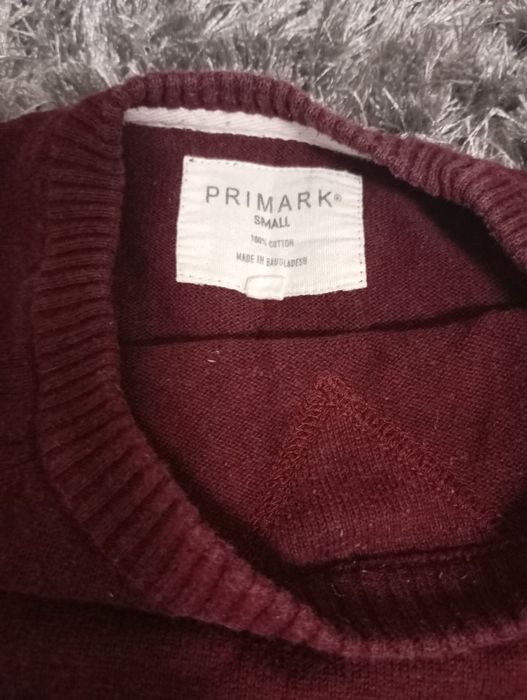 PRIMARK®
SMALL
100% COTTON
MADE IN BANGLADESH